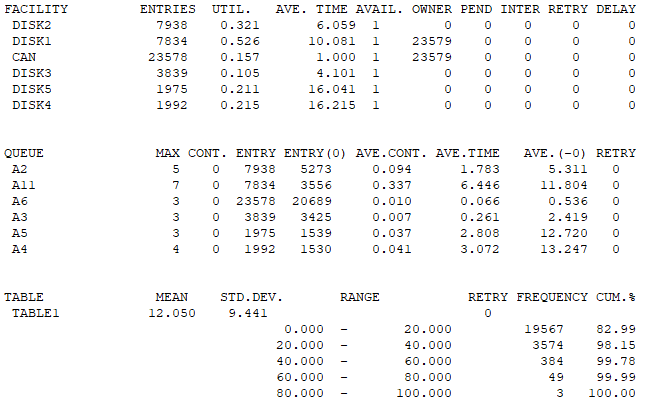 FACILITY ENTRIES UTIL. AVE. TIME AVAIL. OWNER PEND INTER RETRY DELAY
DISK2 7938 0.321 6.059 1 0 0 0 0 0
DISK1 7834 0.526 10.081 1 23579 0 0 0 0
CAN 23578 0.157 1.000 1 23579 0 0 0 0
DISK3 3839 0.105 4.101 1 0 0 0 0 0
DISK5 1975 0.211 16.041 1 0 0 0 0 0
DISK4 1992 0.215 16.215 1 0 0 0 0 0
QUEUE MAX CONT. ENTRY ENTRY(0) AVE.CONT. AVE.TIME AVE.(-0) RETRY
A2 5 0 7938 5273 0.094 1.783 5.311 0
A11 7 0 7834 3556 0.337 6.446 11.804 0
A6 3 0 23578 20689 0.010 0.066 0.536 0
A3 3 0 3839 3425 0.007 0.261 2.419 0
A5 3 0 1975 1539 0.037 2.808 12.720 0
A4 4 0 1992 1530 0.041 3.072 13.247 0
TABLE MEAN STD.DEV. RANGE RETRY FREQUENCY CUM.%
TABLE1 12.050 9.441 0
0.000 - 20.000 19567 82.99
20.000 - 40.000 3574 98.15
40.000 - 60.000 384 99.78
60.000 - 80.000 49 99.99
80.000 - 100.000 3 100.00